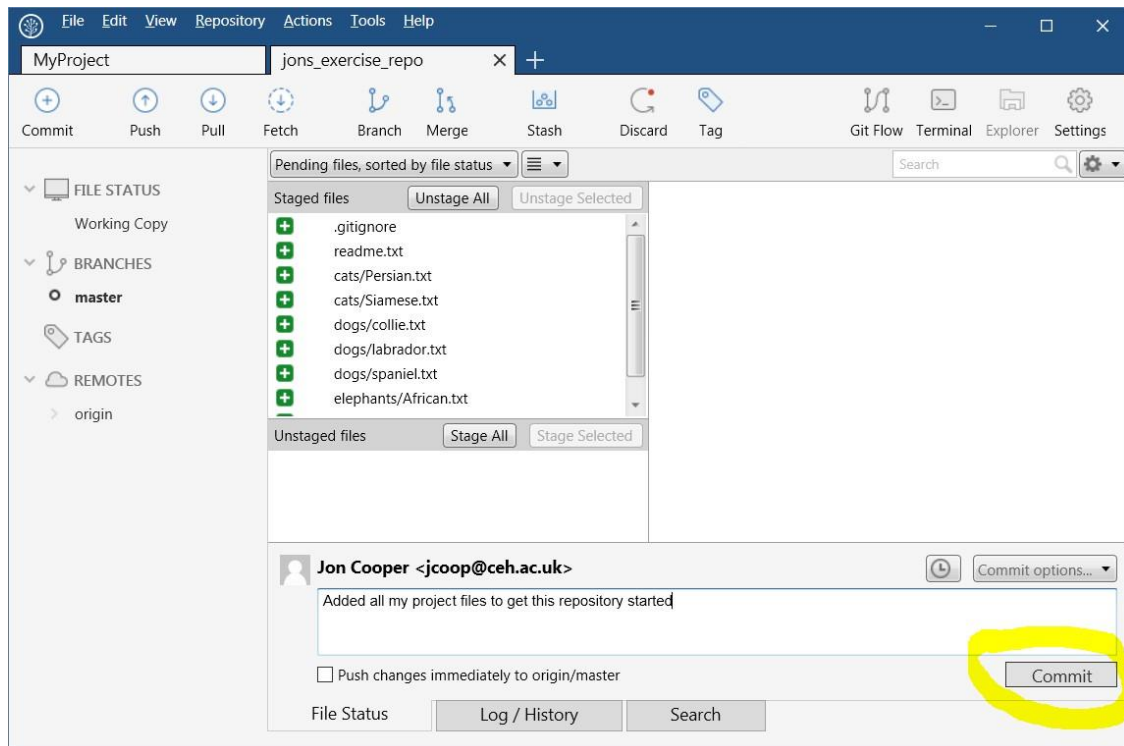 File Edit View Repository Actions Tools Help
MyProject jons_exercise_repo
Commit Push Pull Fetch Branch Merge Stash Discard Tag Git Flow Terminal Explorer Settings
Pending files, sorted by file status Search
FILE STATUS
Working Copy
BRANCHES
master
TAGS
REMOTES
origin
Staged files Unstage All Unstage Selected
.gitignore
readme.txt
cats/Persian.txt
cats/Siamese.txt
dogs/collie.txt
dogs/labrador.txt
dogs/spaniel.txt
elephants/African.txt
Unstaged files Stage All Stage Selected
Jon Cooper <jcoop@ceh.ac.uk> Commit options...
Added all my project files to get this repository started
Push changes immediately to origin/master Commit
File Status Log / History Search